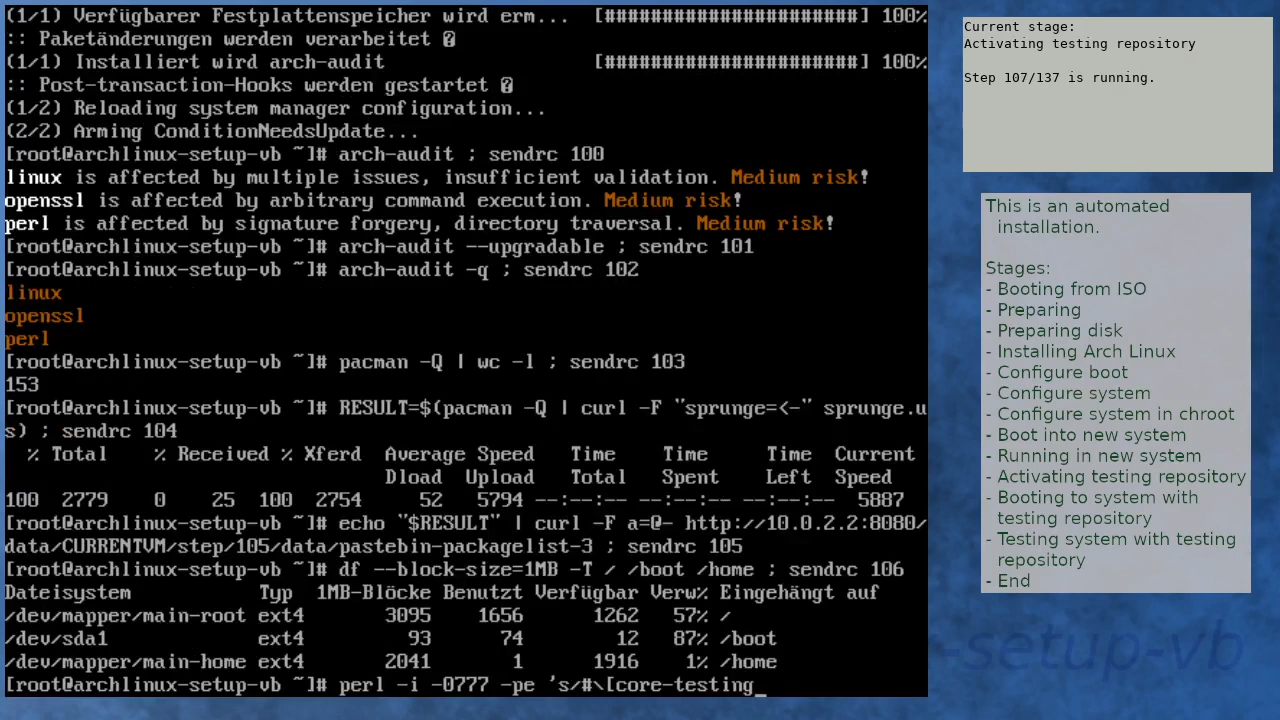 (1/1) Verfügbarer Festplattenspeicher wird erm... [######################] 100%
:: Paketänderungen werden verarbeitet �
(1/1) Installiert wird arch-audit [######################] 100%
:: Post-transaction-Hooks werden gestartet �
(1/2) Reloading system manager configuration...
(2/2) Arming ConditionNeedsUpdate...
[root@archlinux-setup-vb ~]# arch-audit ; sendrc 100
linux is affected by multiple issues, insufficient validation. Medium risk!
openssl is affected by arbitrary command execution. Medium risk!
perl is affected by signature forgery, directory traversal. Medium risk!
[root@archlinux-setup-vb ~]# arch-audit --upgradable ; sendrc 101
[root@archlinux-setup-vb ~]# arch-audit -q ; sendrc 102
linux
openssl
perl
[root@archlinux-setup-vb ~]# pacman -Q | wc -l ; sendrc 103
153
[root@archlinux-setup-vb ~]# RESULT=$(pacman -Q | curl -F "sprunge=<-" sprunge.u
s) ; sendrc 104
% Total % Received % Xferd Average Speed Time Time Time Current
Dload Upload Total Spent Left Speed
100 2779 0 25 100 2754 52 5794 --:--:-- --:--:-- --:--:-- 5887
[root@archlinux-setup-vb ~]# echo "$RESULT" | curl -F a=@- http://10.0.2.2:8080/
data/CURRENTVM/step/105/data/pastebin-packagelist-3 ; sendrc 105
[root@archlinux-setup-vb ~]# df --block-size=1MB -T / /boot /home ; sendrc 106
Dateisystem Typ 1MB-Blöcke Benutzt Verfügbar Verw% Eingehängt auf
/dev/mapper/main-root ext4 3095 1656 1262 57% /
/dev/sda1 ext4 93 74 12 87% /boot
/dev/mapper/main-home ext4 2041 1 1916 1% /home
[root@archlinux-setup-vb ~]# perl -i -0777 -pe 's/#\[core-testing_
Current stage:
Activating testing repository
Step 107/137 is running.
This is an automated
installation.
Stages:
- Booting from ISO
- Preparing
- Preparing disk
- Installing Arch Linux
- Configure boot
- Configure system
- Configure system in chroot
- Boot into new system
- Running in new system
- Activating testing repository
- Booting to system with
testing repository
- Testing system with testing
repository
- End
-setup-vb